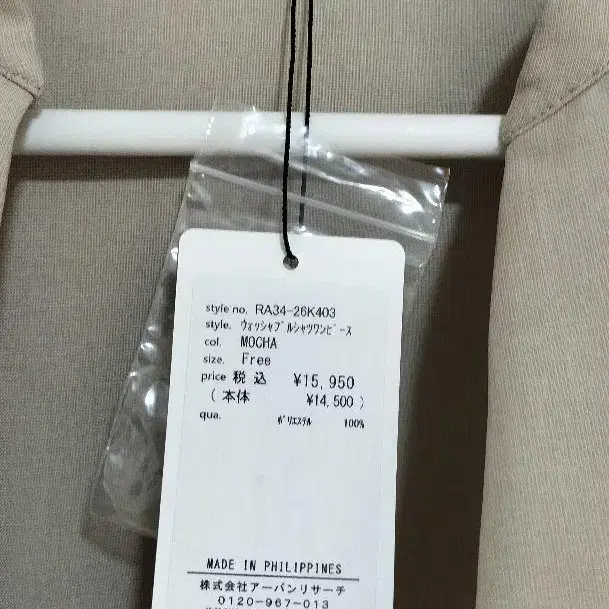 style no. RA34-26K403
style. ｳｫｯｼｬﾌﾞﾙｼｬﾂﾜﾝﾋﾟｰｽ
col. MOCHA
size. Free
price 税込 ¥15,950
(本体 ¥14,500)
qua. ﾎﾟﾘｴｽﾃﾙ 100%
MADE IN PHILIPPINES
株式会社アーバンリサーチ
0120-967-013